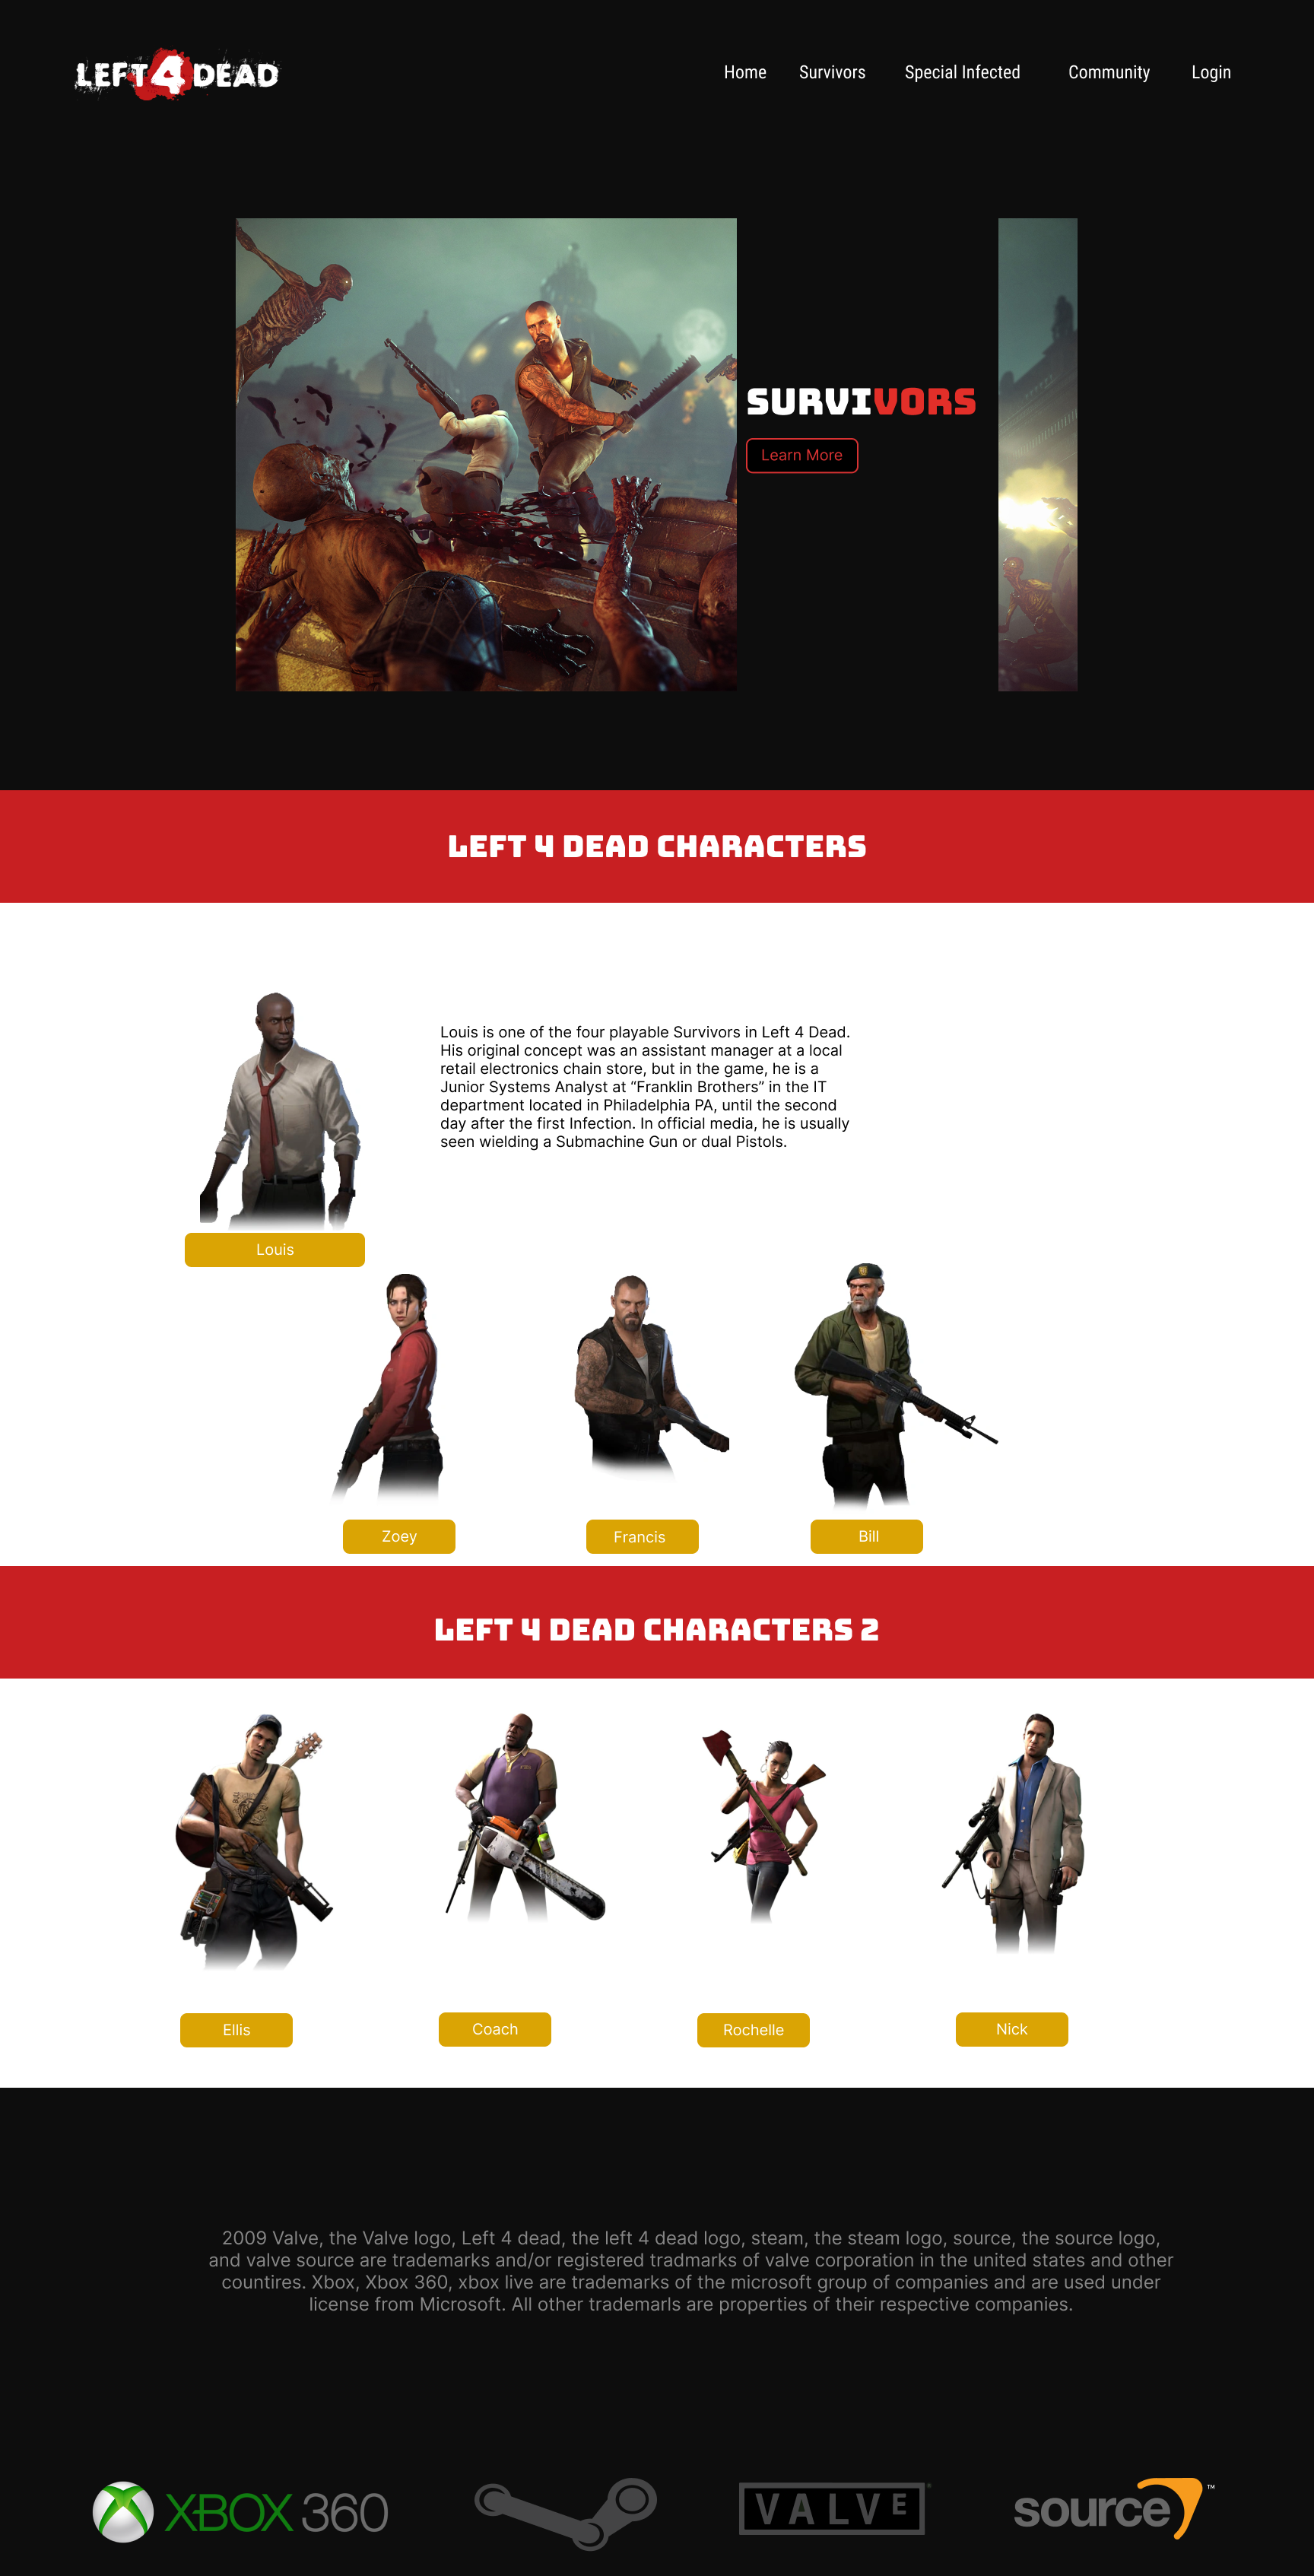 LEFT 4 DEAD
Home Survivors Special Infected Community Login
SURVIVORS
Learn More
LEFT 4 DEAD CHARACTERS
Louis is one of the four playable Survivors in Left 4 Dead.
His original concept was an assistant manager at a local
retail electronics chain store, but in the game, he is a
Junior Systems Analyst at “Franklin Brothers” in the IT
department located in Philadelphia PA, until the second
day after the first Infection. In official media, he is usually
seen wielding a Submachine Gun or dual Pistols.
Louis
Zoey Francis Bill
LEFT 4 DEAD CHARACTERS 2
Ellis Coach Rochelle Nick
2009 Valve, the Valve logo, Left 4 dead, the left 4 dead logo, steam, the steam logo, source, the source logo,
and valve source are trademarks and/or registered tradmarks of valve corporation in the united states and other
countires. Xbox, Xbox 360, xbox live are trademarks of the microsoft group of companies and are used under
license from Microsoft. All other trademarls are properties of their respective companies.
XBOX 360 VALVE® source™